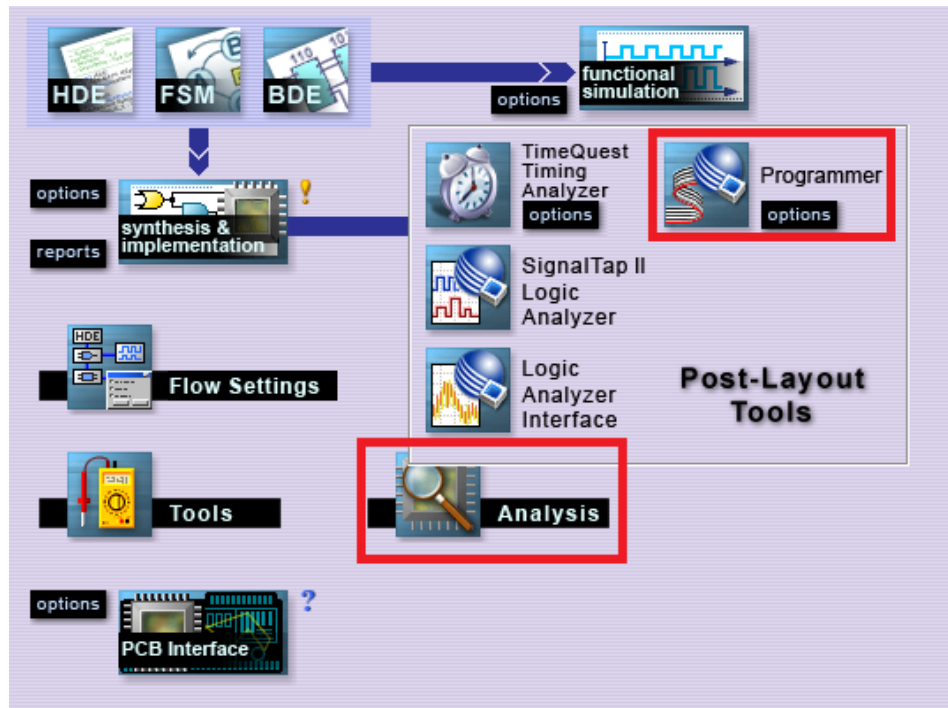 HDE
FSM
BDE
options
functional
simulation
options
synthesis &
implementation
!
reports
TimeQuest
Timing
Analyzer
options
Programmer
options
SignalTap II
Logic
Analyzer
Logic
Analyzer
Interface
Post-Layout
Tools
HDE
Flow Settings
Tools
Analysis
options
PCB Interface
?